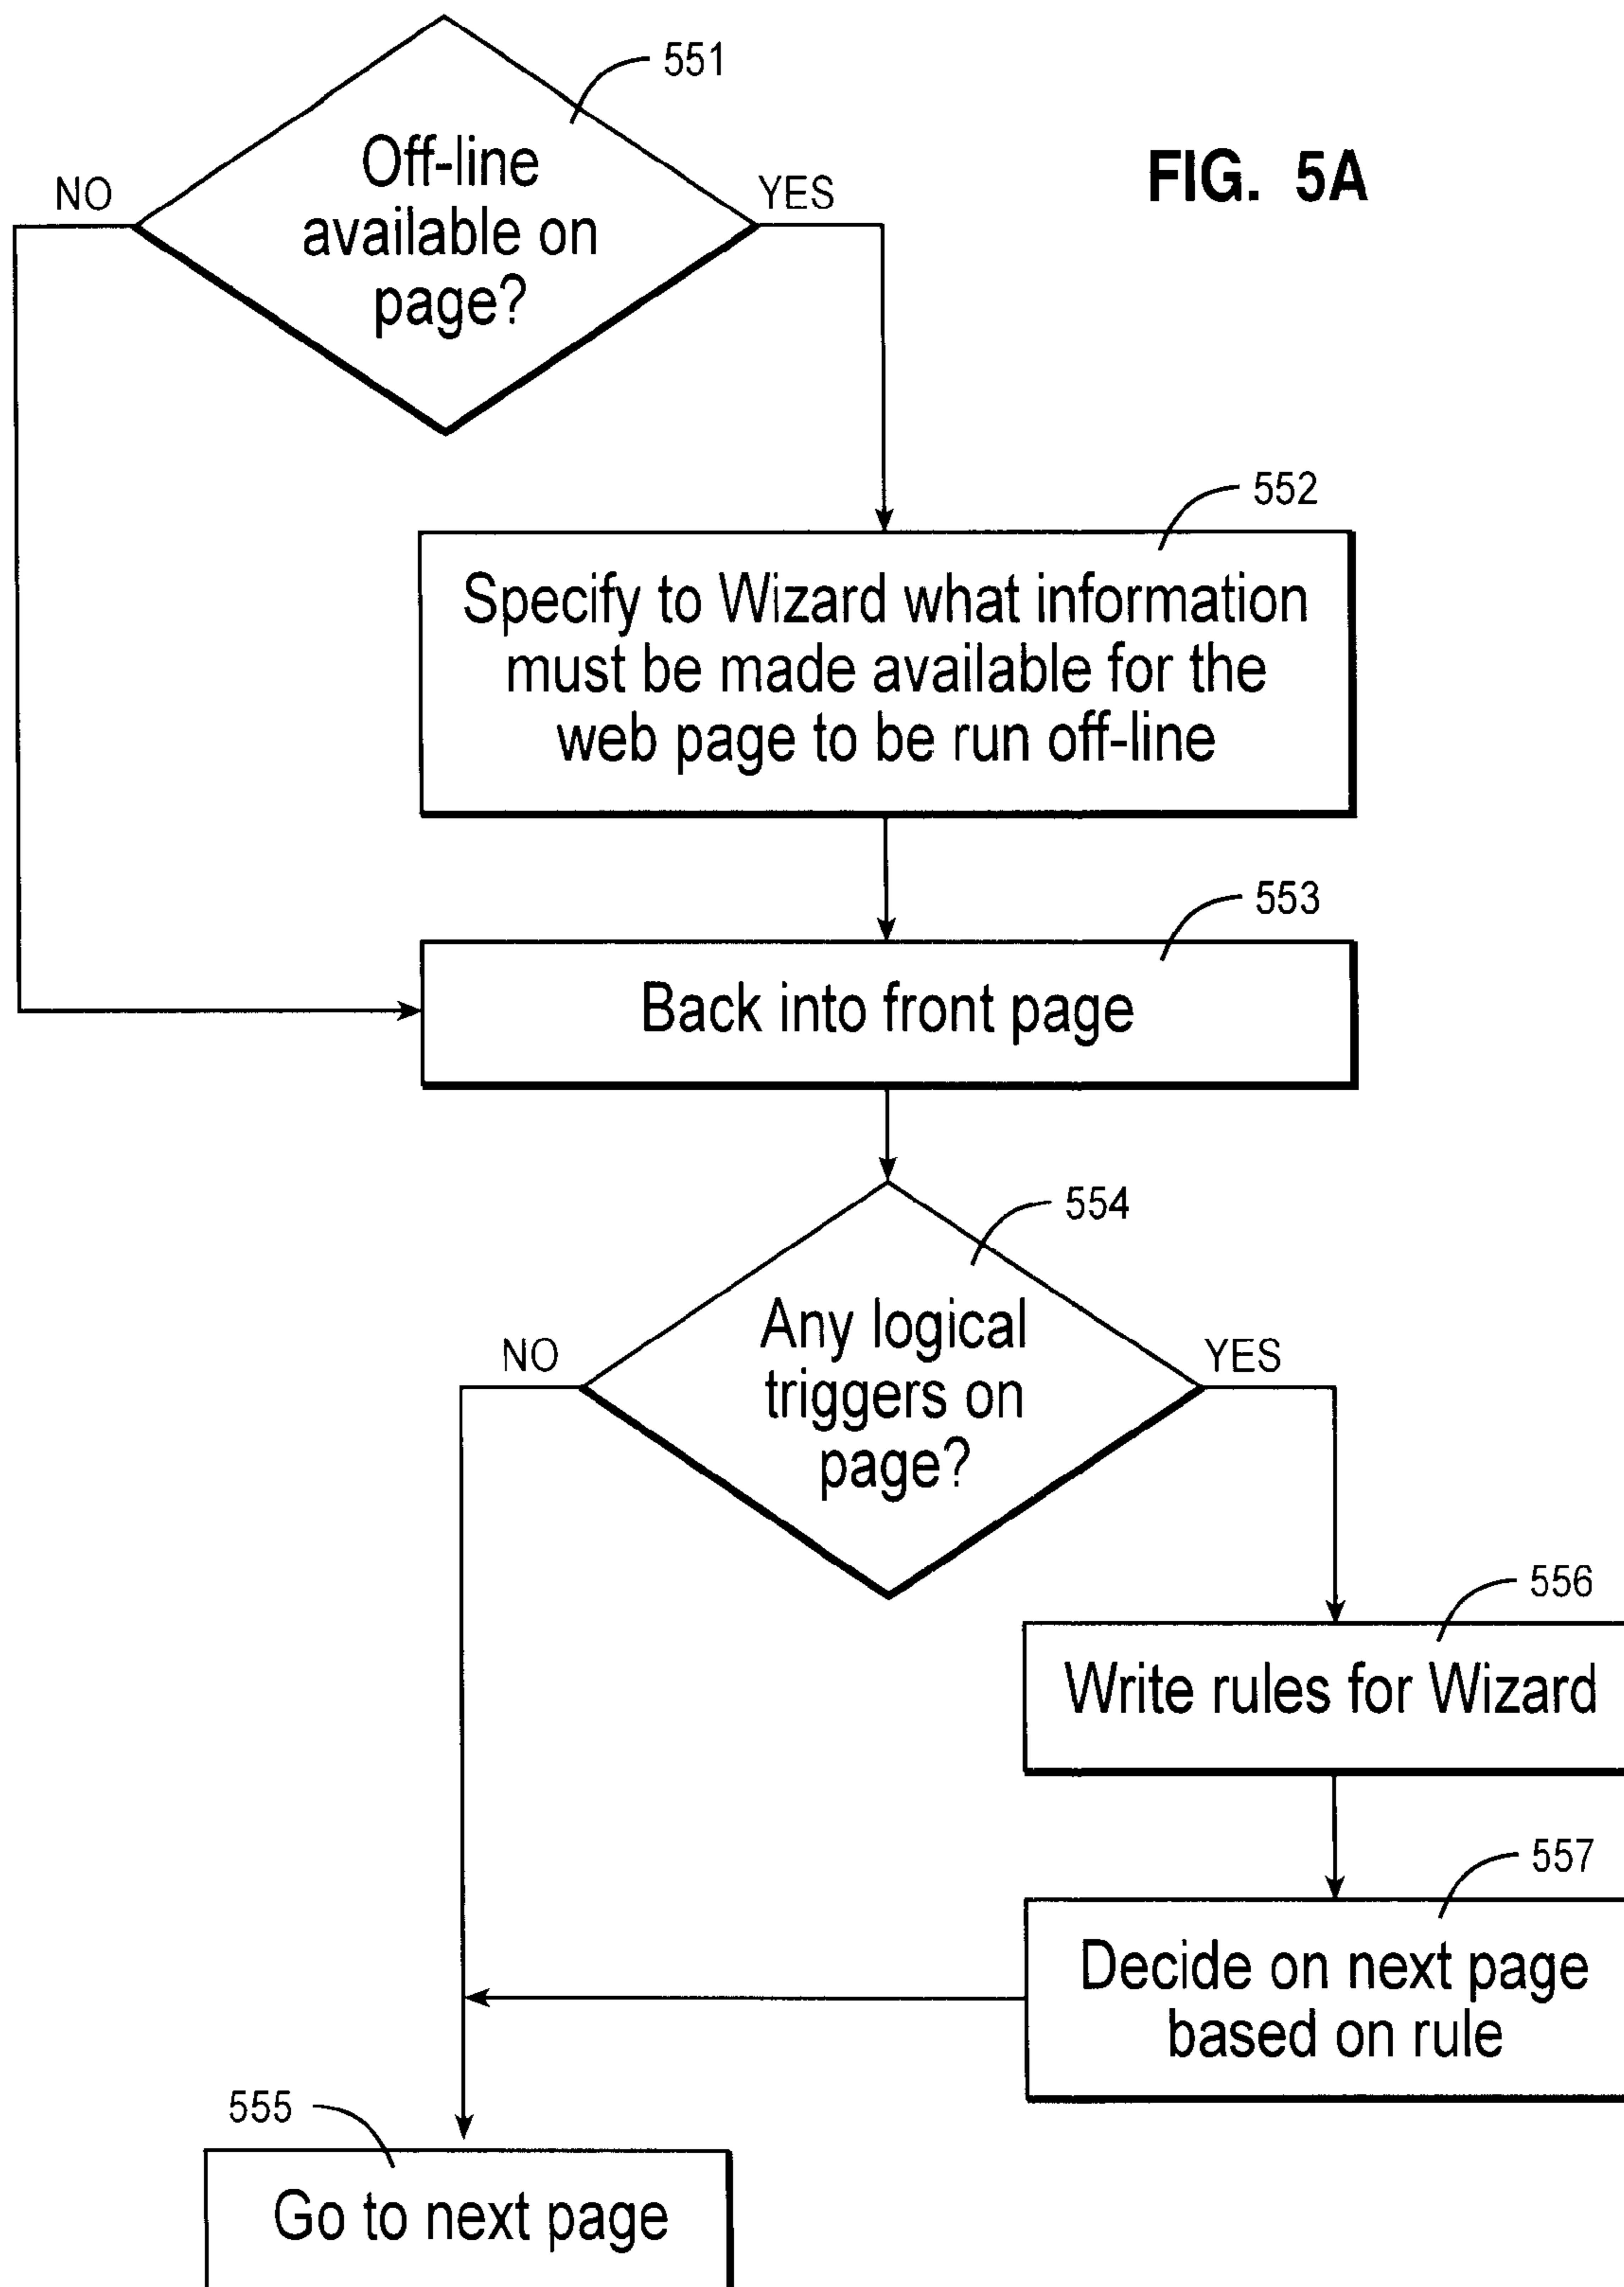 551
FIG. 5A
Off-line
available on
page?
NO
YES
552
Specify to Wizard what information
must be made available for the
web page to be run off-line
553
Back into front page
554
Any logical
triggers on
page?
NO
YES
556
Write rules for Wizard
557
Decide on next page
based on rule
555
Go to next page